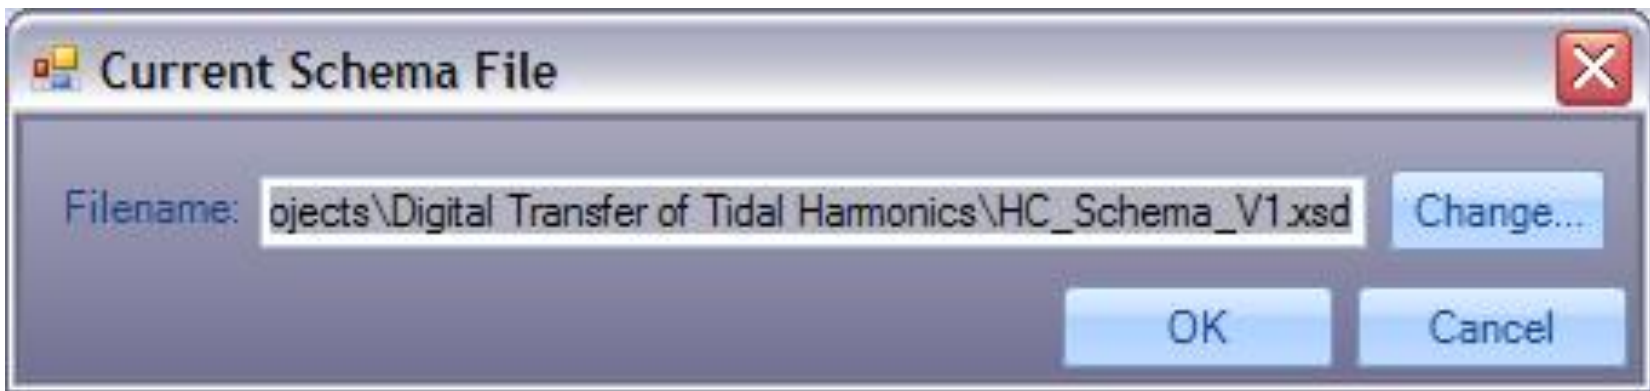 Current Schema File
Filename: ojects\Digital Transfer of Tidal Harmonics\HC_Schema_V1.xsd Change...
OK Cancel